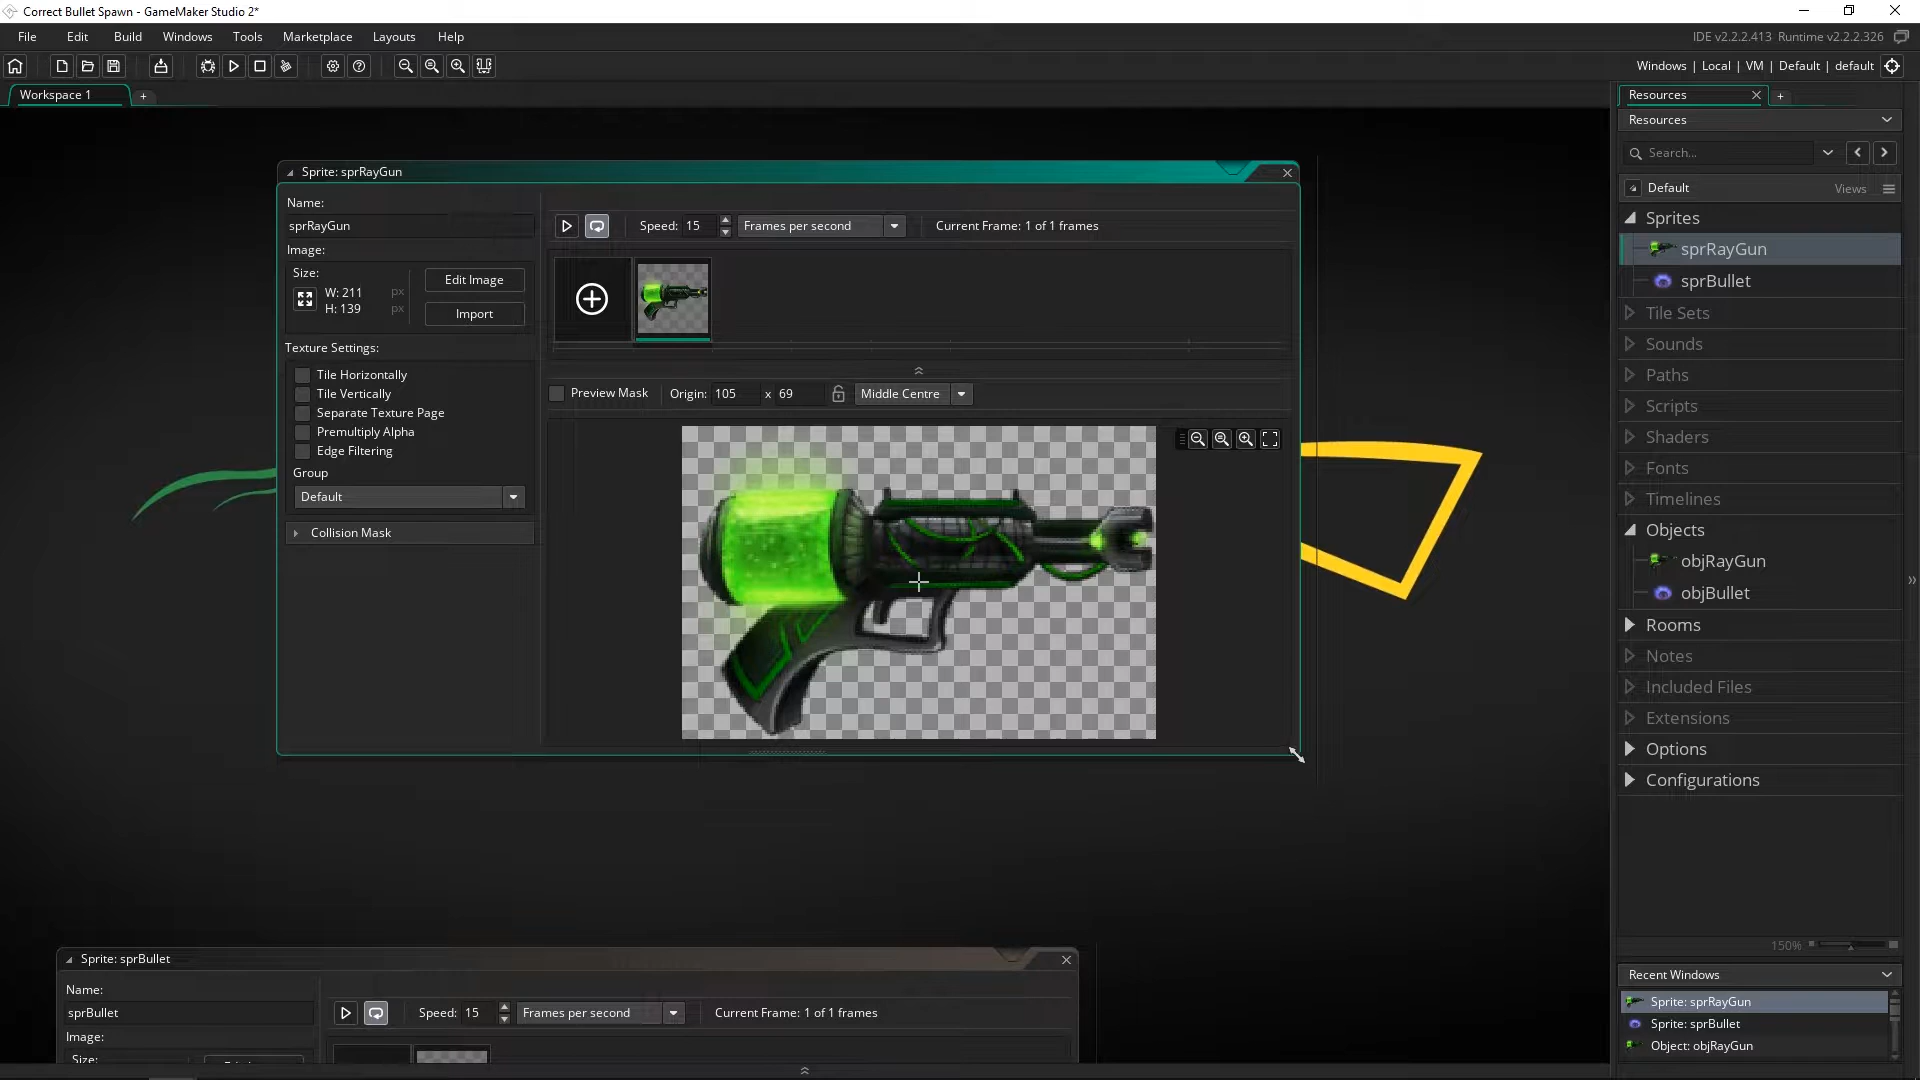 Correct Bullet Spawn - GameMaker Studio 2*
File Edit Build Windows Tools Marketplace Layouts Help
IDE v2.2.2.413 Runtime v2.2.2.326
Windows | Local | VM | Default | default
Workspace 1
+
Sprite: sprRayGun
Name:
sprRayGun
Image:
Size:
W: 211 px
H: 139 px
Edit Image
Import
Texture Settings:
Tile Horizontally
Tile Vertically
Separate Texture Page
Premultiply Alpha
Edge Filtering
Group
Default
Collision Mask
Speed: 15
Frames per second
Current Frame: 1 of 1 frames
Preview Mask
Origin: 105 x 69
Middle Centre
Sprite: sprBullet
Name:
sprBullet
Image:
Size:
Speed: 15
Frames per second
Current Frame: 1 of 1 frames
Resources
+
Resources
Search...
Default
Views
Sprites
sprRayGun
sprBullet
Tile Sets
Sounds
Paths
Scripts
Shaders
Fonts
Timelines
Objects
objRayGun
objBullet
Rooms
Notes
Included Files
Extensions
Options
Configurations
150%
Recent Windows
Sprite: sprRayGun
Sprite: sprBullet
Object: objRayGun